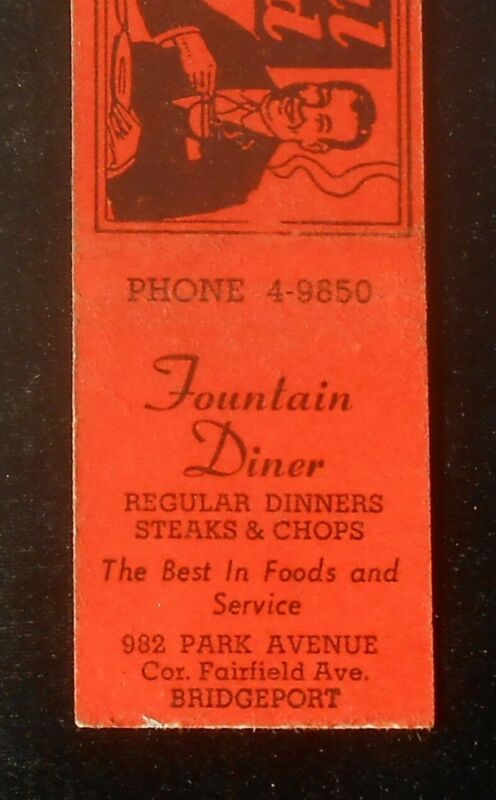 PHONE 4-9850
Fountain
Diner
REGULAR DINNERS
STEAKS & CHOPS
The Best In Foods and
Service
982 PARK AVENUE
Cor. Fairfield Ave.
BRIDGEPORT